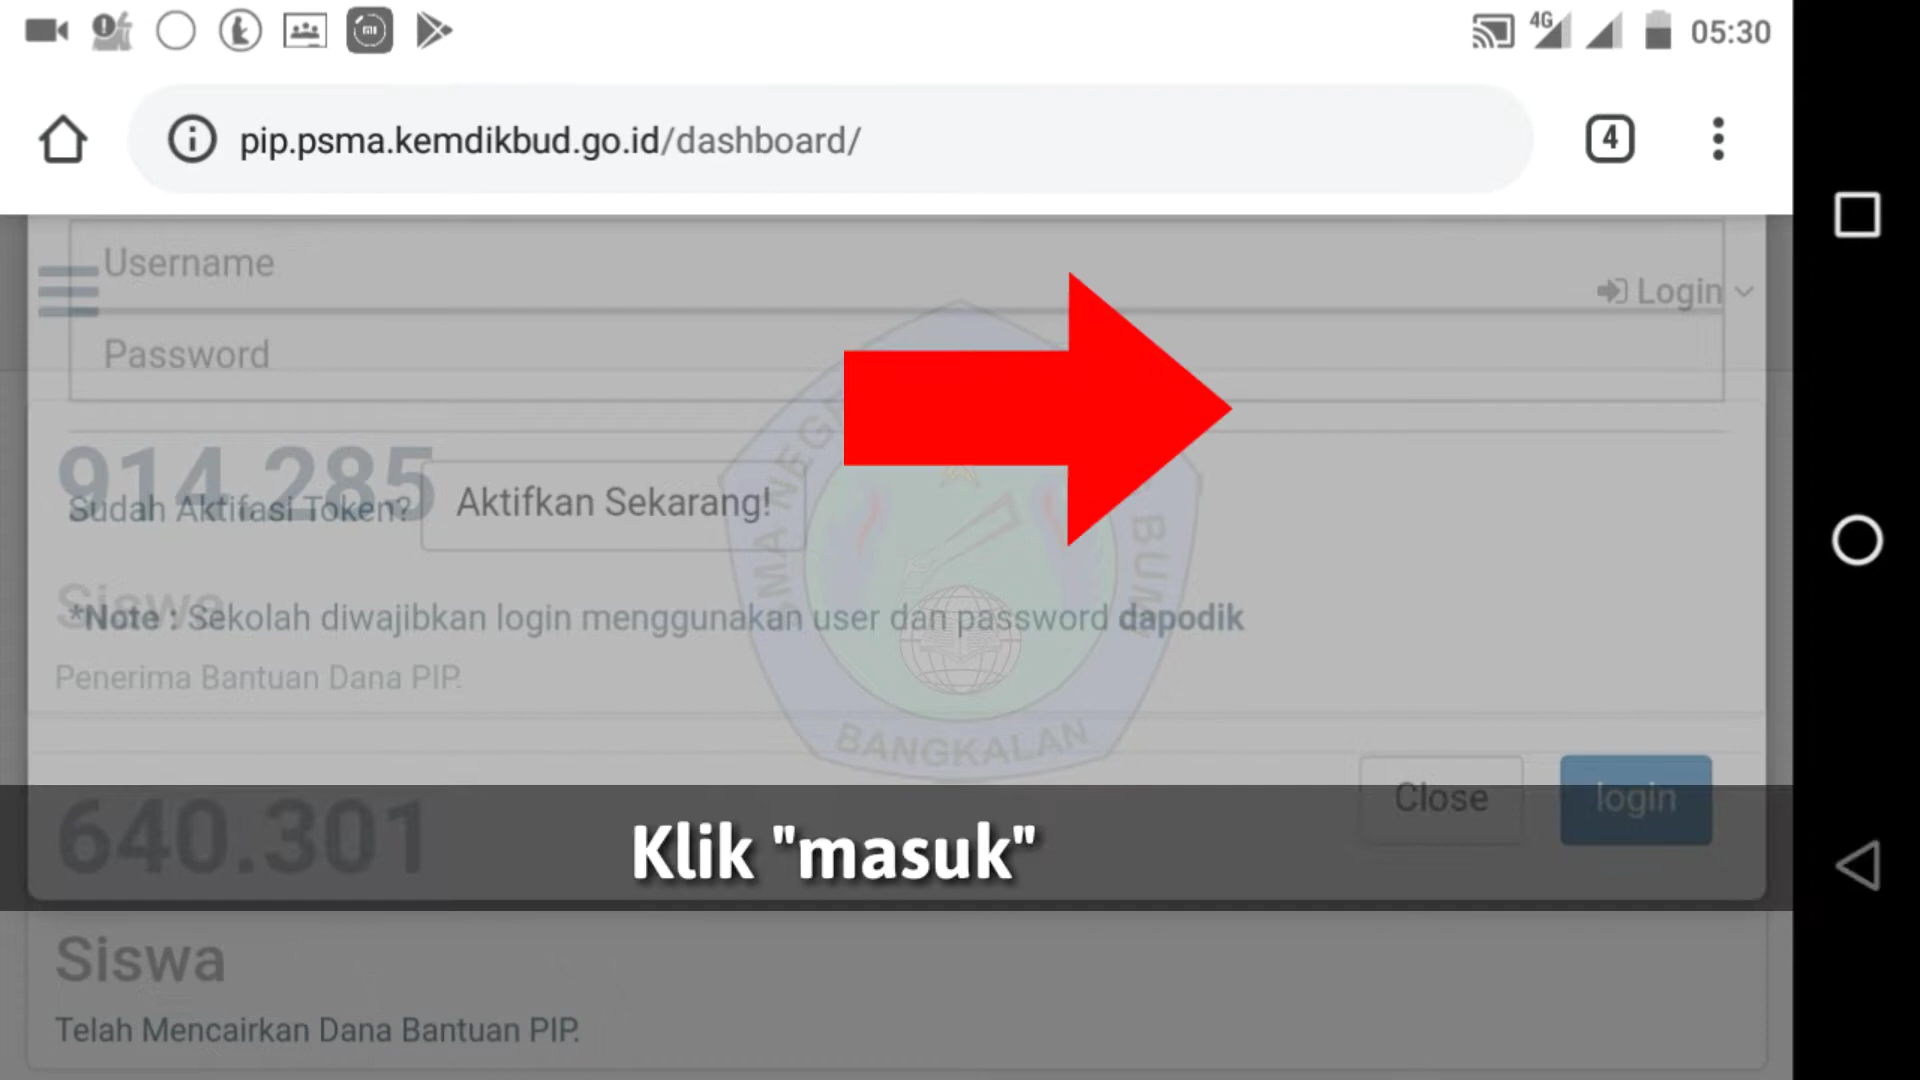 4G
05:30
pip.psma.kemdikbud.go.id/dashboard/
4
Username
Login
Password
914.285
Sudah Aktifasi Token?
Aktifkan Sekarang!
Siswa
*Note : Sekolah diwajibkan login menggunakan user dan password dapodik
Penerima Bantuan Dana PIP.
BANGKALAN
Close
login
640.301
Klik "masuk"
Siswa
Telah Mencairkan Dana Bantuan PIP.